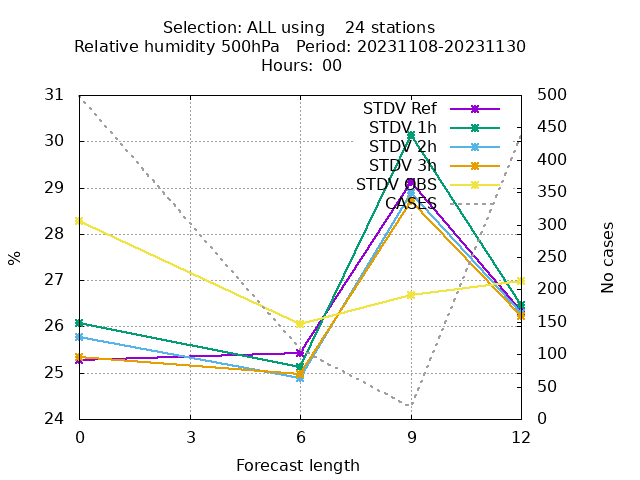 Selection: ALL using    24 stations
Relative humidity 500hPa   Period: 20231108-20231130
Hours: 00
STDV Ref
STDV 1h
STDV 2h
STDV 3h
STDV OBS
CASES
31
30
29
28
27
26
25
24
%
500
450
400
350
300
250
200
150
100
50
0
No cases
0 3 6 9 12
Forecast length